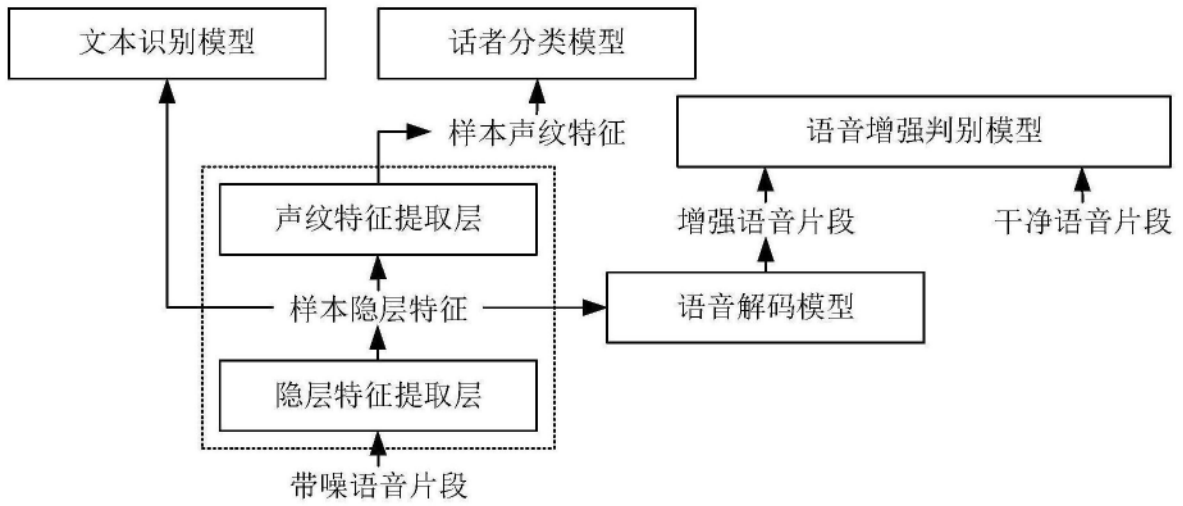 文本识别模型
话者分类模型
样本声纹特征
语音增强判别模型
声纹特征提取层
增强语音片段
干净语音片段
样本隐层特征
语音解码模型
隐层特征提取层
带噪语音片段